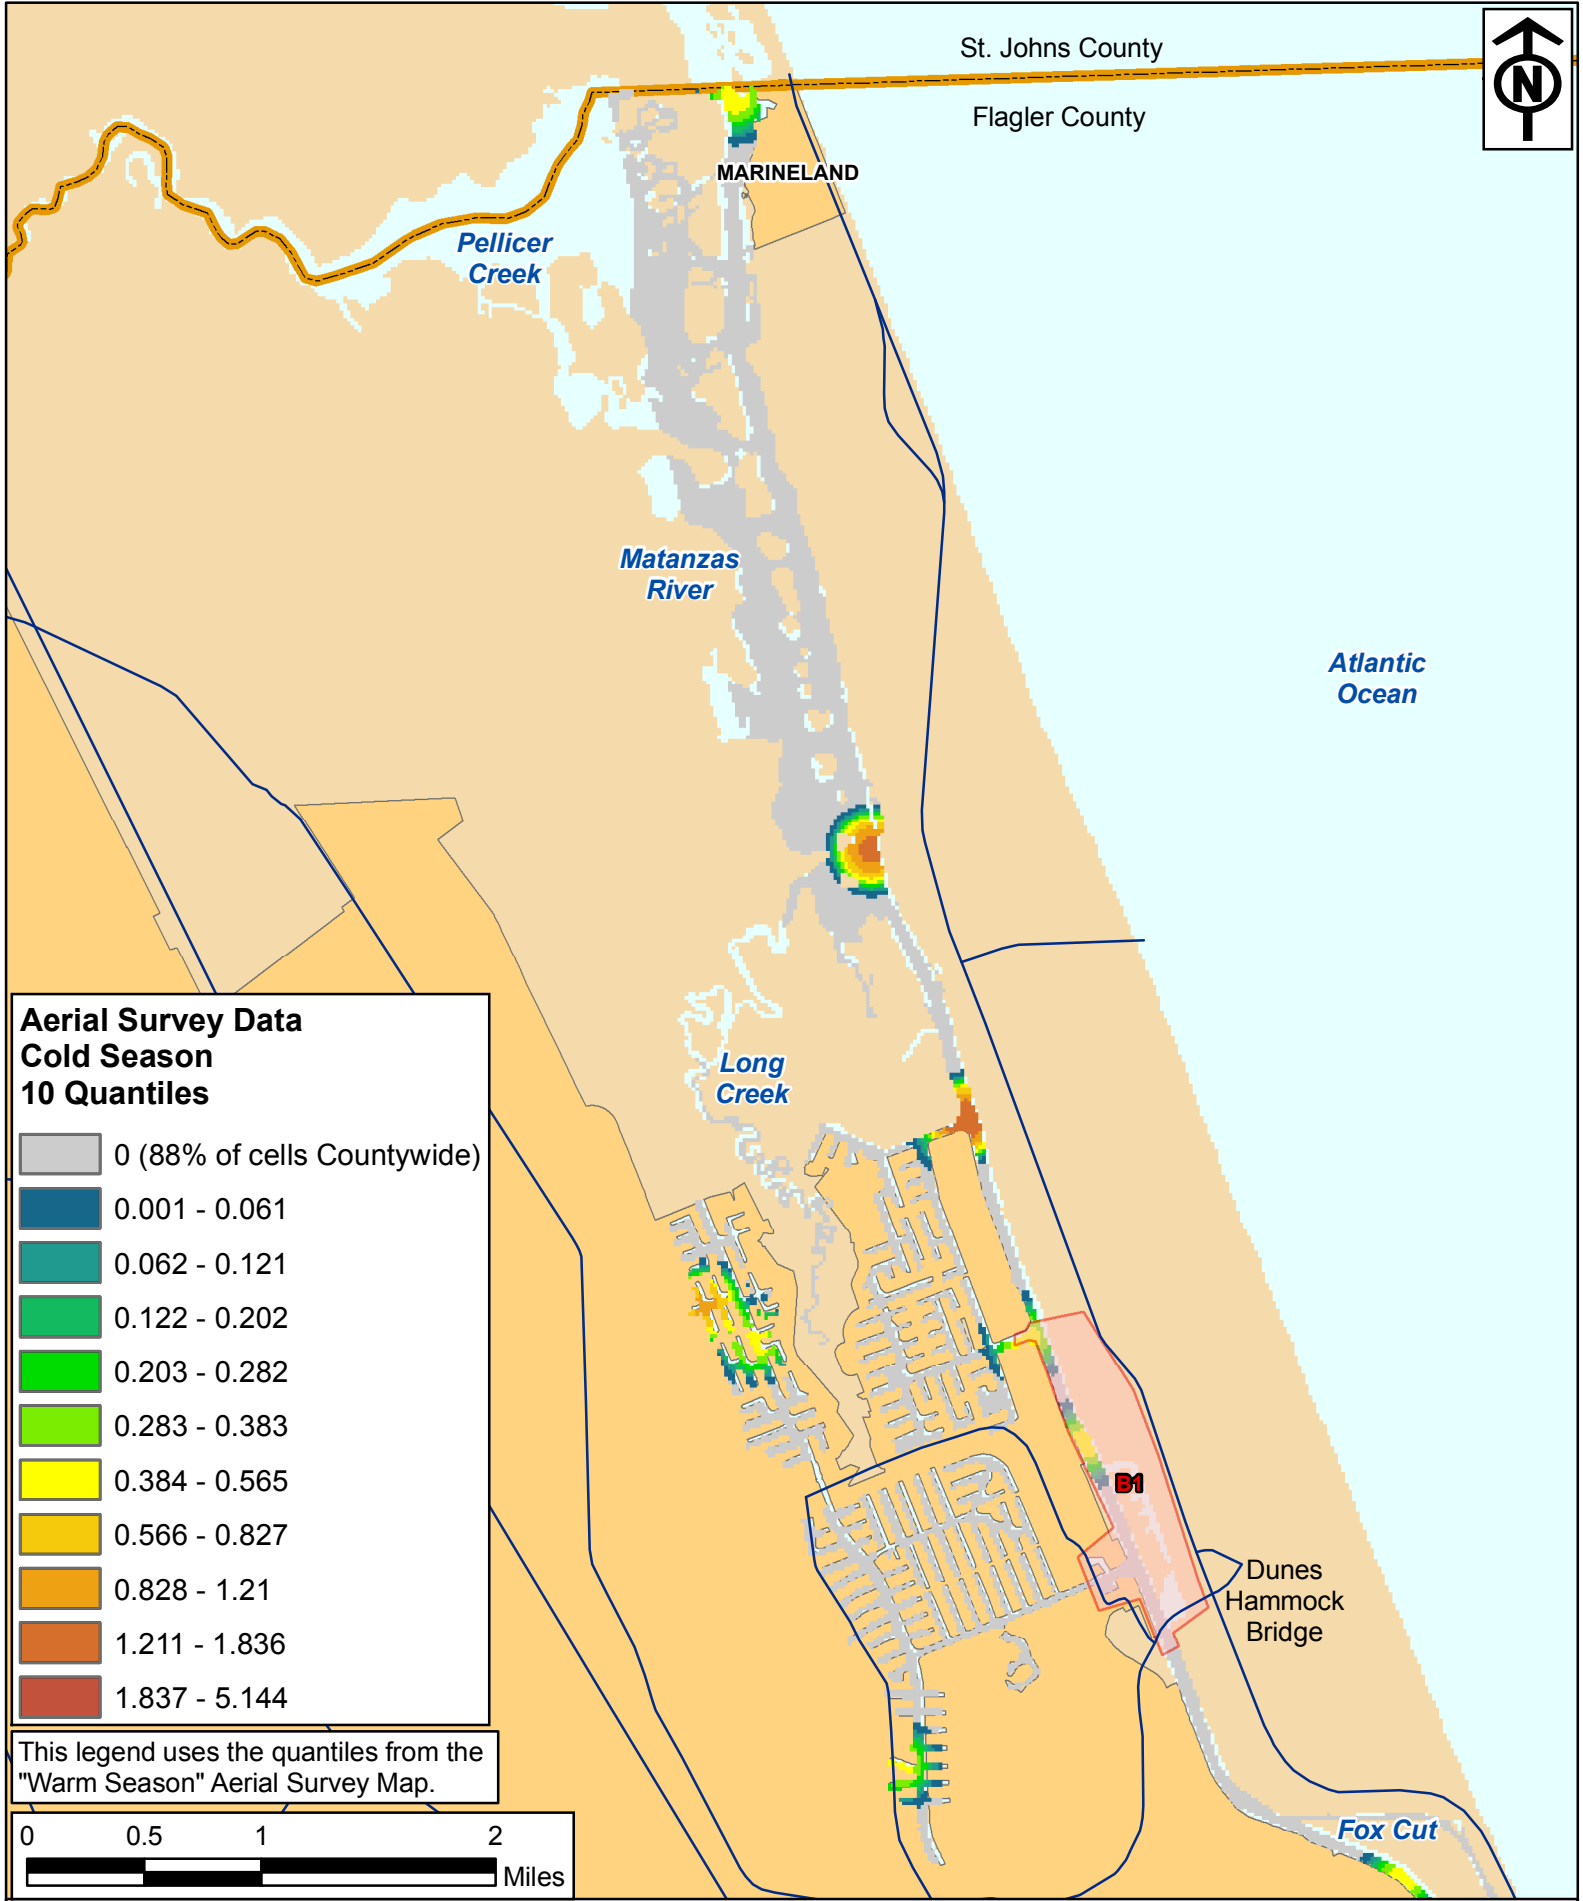 St. Johns County
N
Flagler County
MARINELAND
Pellicer
Creek
Matanzas
River
Atlantic
Ocean
Long
Creek
Aerial Survey Data
Cold Season
10 Quantiles
0 (88% of cells Countywide)
0.001 - 0.061
0.062 - 0.121
0.122 - 0.202
0.203 - 0.282
0.283 - 0.383
0.384 - 0.565
0.566 - 0.827
0.828 - 1.21
1.211 - 1.836
1.837 - 5.144
B1
Dunes
Hammock
Bridge
This legend uses the quantiles from the
"Warm Season" Aerial Survey Map.
0 0.5 1 2
Miles
Fox Cut